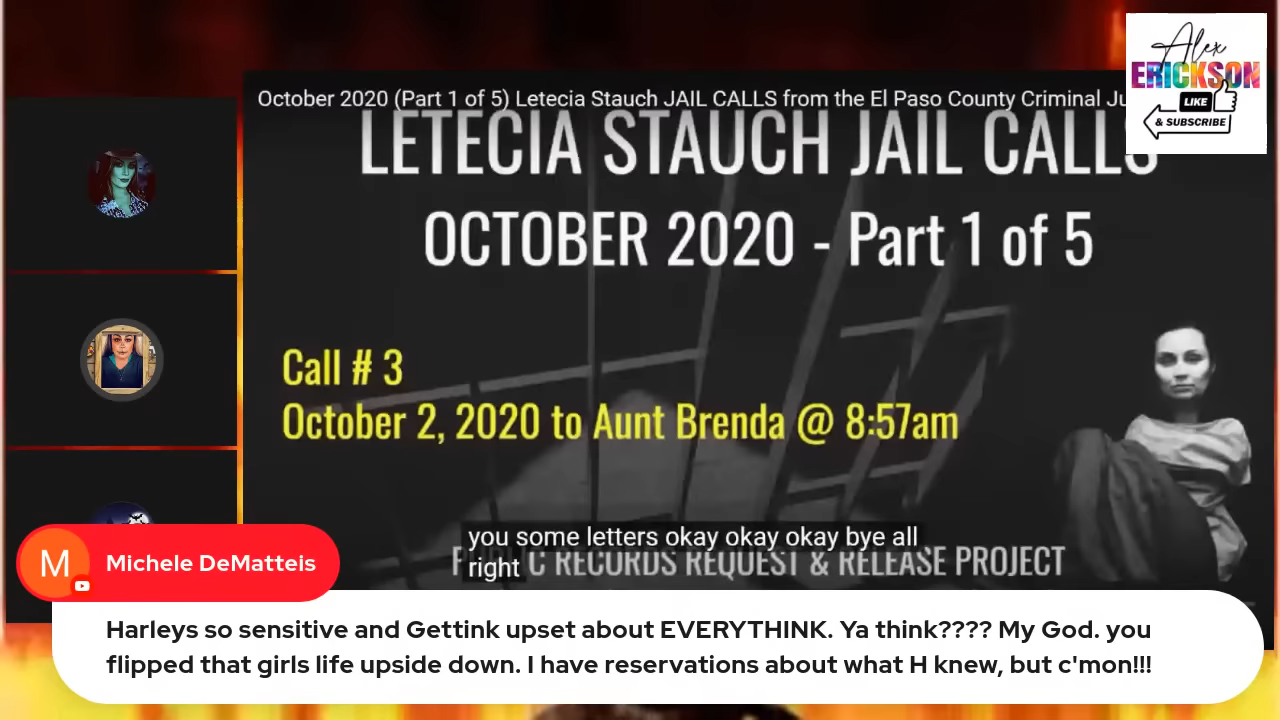 Alex
ERICKSON
LIKE
& SUBSCRIBE
October 2020 (Part 1 of 5) Letecia Stauch JAIL CALLS from the El Paso County Criminal
LETECIA STAUCH JAIL CALLS
OCTOBER 2020 - Part 1 of 5
Call # 3
October 2, 2020 to Aunt Brenda @ 8:57am
you some letters okay okay okay bye all
right
RECORDS REQUEST & RELEASE PROJECT
M
Michele DeMatteis
Harleys so sensitive and Gettink upset about EVERYTHINK. Ya think???? My God. you
flipped that girls life upside down. I have reservations about what H knew, but c'mon!!!